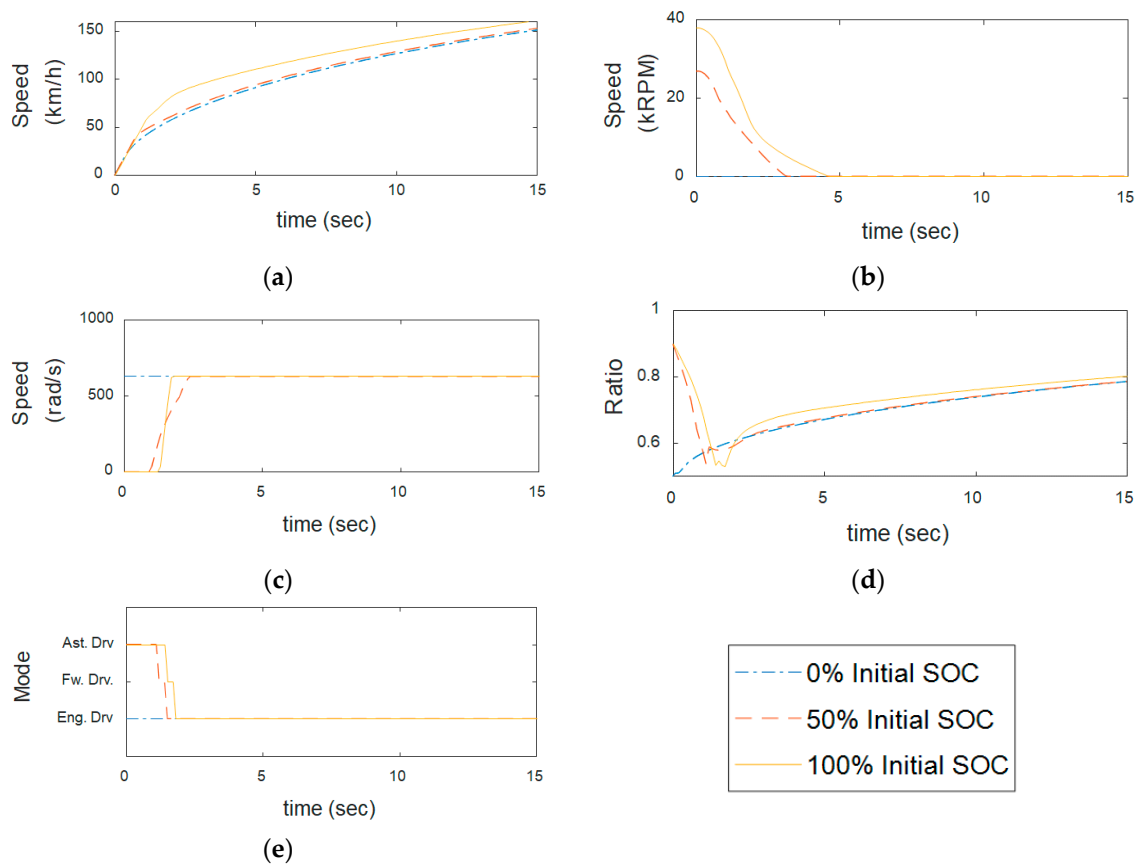 150
100
50
0
Speed
(km/h)
0
5
10
15
time (sec)
(a)
40
20
0
Speed
(kRPM)
0
5
10
15
time (sec)
(b)
1000
500
0
Speed
(rad/s)
0
5
10
15
time (sec)
(c)
1
0.8
0.6
Ratio
0
5
10
15
time (sec)
(d)
Mode
Ast. Drv
Fw. Drv.
Eng. Drv
0
5
10
15
time (sec)
(e)
0% Initial SOC
50% Initial SOC
100% Initial SOC